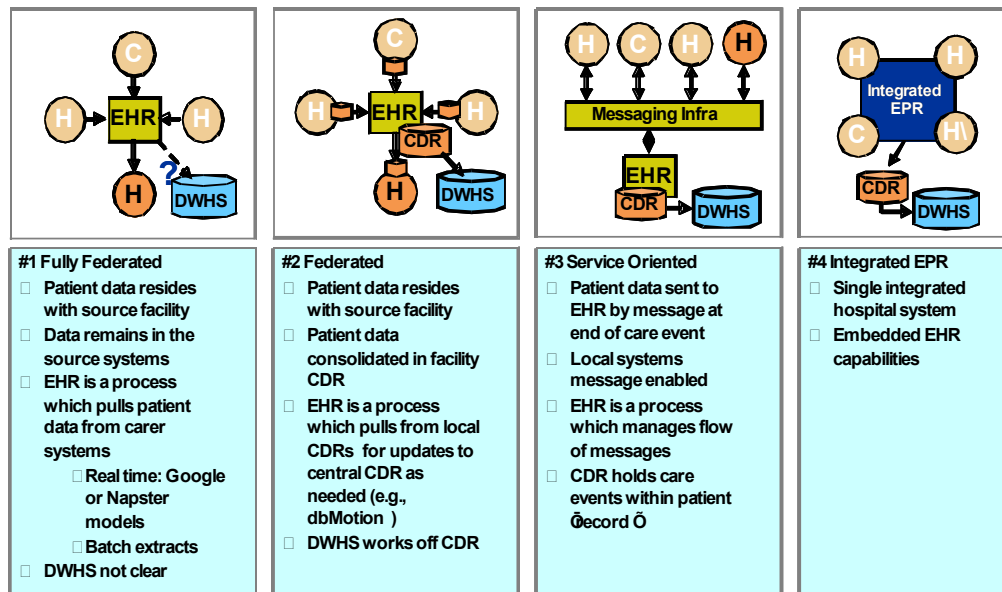 C
H
EHR
H
?
H
DWHS
C
H
EHR
H
CDR
H
DWHS
H
C
H
H
Messaging Infra
EHR
CDR
DWHS
H
H
Integrated
EPR
C
H\
CDR
DWHS
#1 Fully Federated
Patient data resides
with source facility
Data remains in the
source systems
EHR is a process
which pulls patient
data from carer
systems
Real time: Google
or Napster
models
Batch extracts
DWHS not clear
#2 Federated
Patient data resides
with source facility
Patient data
consolidated in facility
CDR
EHR is a process
which pulls from local
CDRs for updates to
central CDR as
needed (e.g.,
dbMotion )
DWHS works off CDR
#3 Service Oriented
Patient data sent to
EHR by message at
end of care event
Local systems
message enabled
EHR is a process
which manages flow
of messages
CDR holds care
events within patient
Õ
#4 Integrated EPR
Single integrated
hospital system
Embedded EHR
capabilities